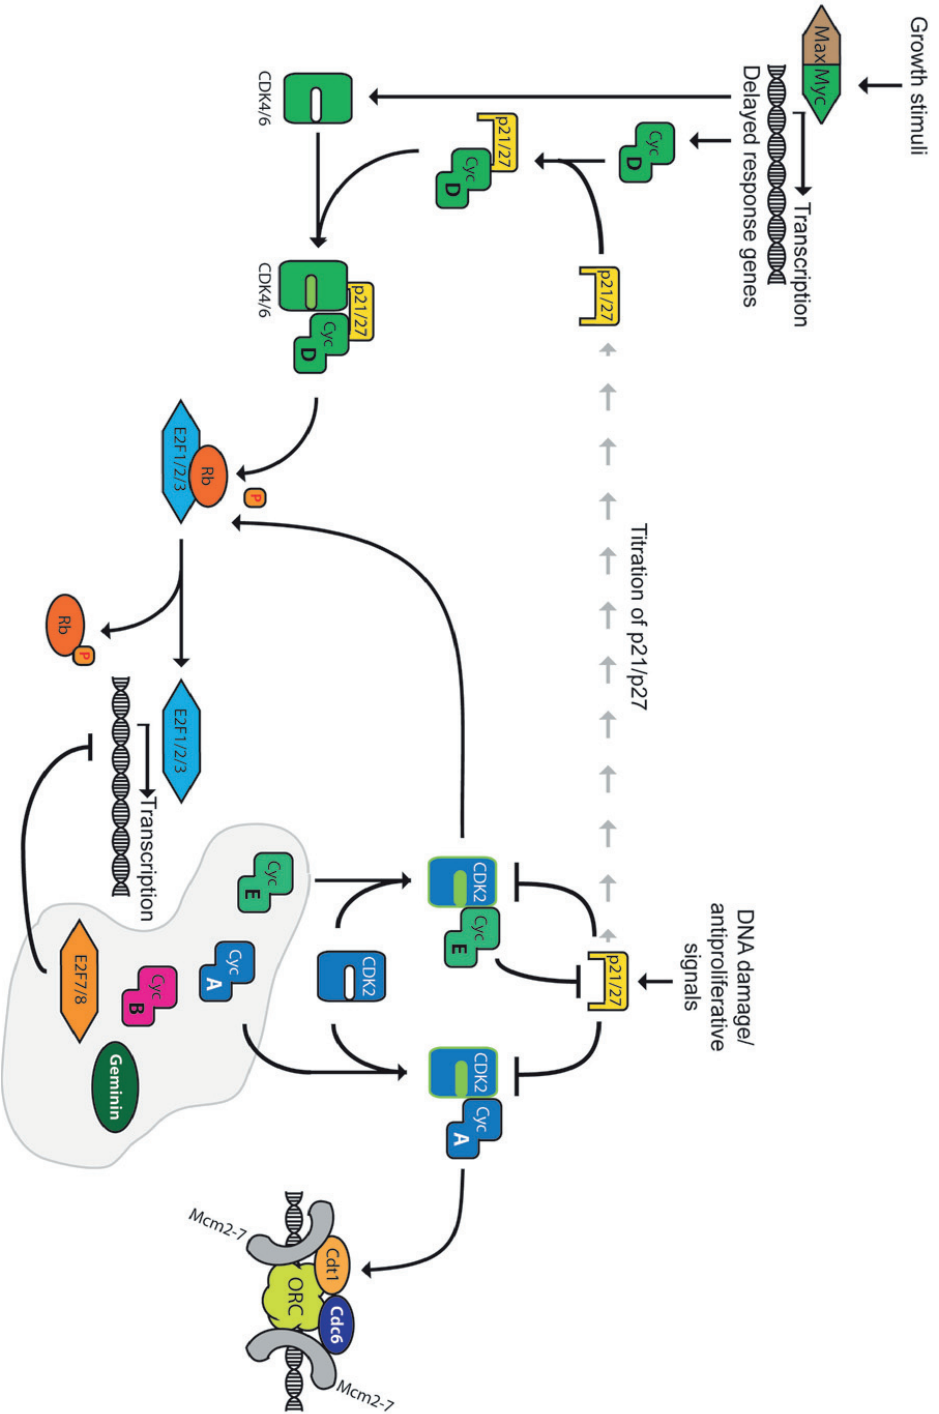 Growth stimuli
Max
Myc
Transcription
Delayed response genes
Cyc
D
p21/27
p21/27
Cyc
D
CDK4/6
p21/27
Cyc
D
CDK4/6
Titration of p21/p27
DNA damage/
antiproliferative
signals
p21/27
CDK2
Cyc
E
CDK2
CDK2
Cyc
A
Rb
E2F1/2/3
P
Rb
P
E2F1/2/3
Transcription
Cyc
E
Cyc
A
Cyc
B
E2F7/8
Geminin
Mcm2-7
Cdt1
ORC
Cdc6
Mcm2-7